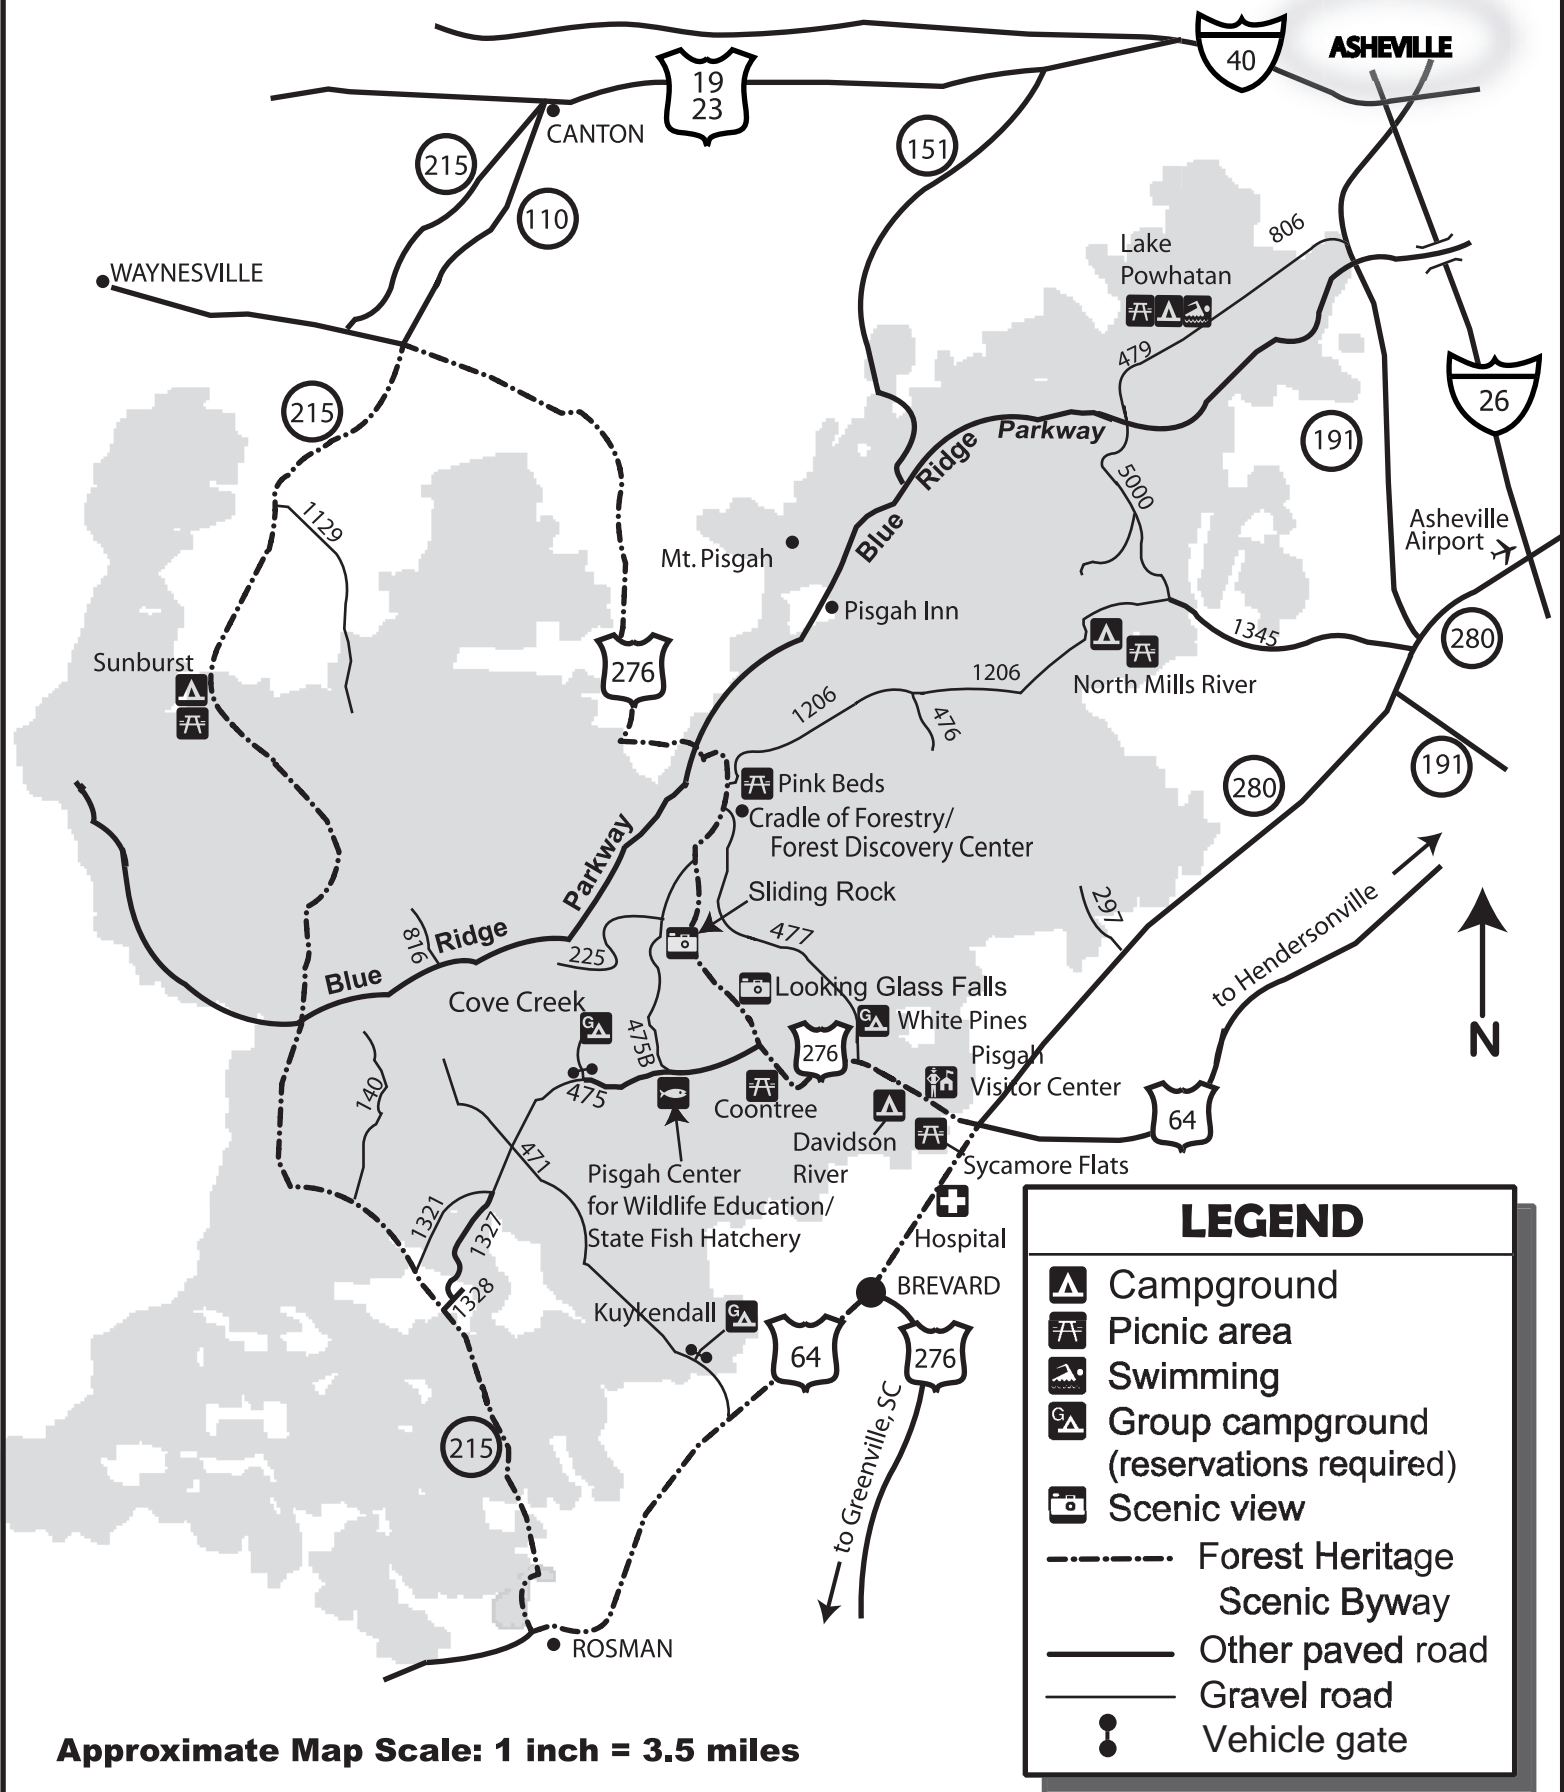 40
ASHEVILLE
19
23
CANTON
215
151
110
806
Lake
Powhatan
WAYNESVILLE
479
26
215
191
Parkway
Ridge
Blue
5000
1129
Asheville
Airport
Mt. Pisgah
Pisgah Inn
1345
280
Sunburst
276
1206
North Mills River
1206
476
191
280
Pink Beds
Cradle of Forestry/
Forest Discovery Center
Parkway
Sliding Rock
297
to Hendersonville
816
Ridge
477
225
Blue
Looking Glass Falls
Cove Creek
G
G
White Pines
475B
276
N
Pisgah
Visitor Center
140
475
Coontree
64
Davidson
River
471
Sycamore Flats
Pisgah Center
for Wildlife Education/
State Fish Hatchery
1321
1327
Hospital
1328
BREVARD
Kuykendall
G
64
276
215
to Greenville, SC
ROSMAN
LEGEND
Campground
Picnic area
Swimming
G
Group campground
(reservations required)
Scenic view
Forest Heritage
Scenic Byway
Other paved road
Gravel road
Vehicle gate
Approximate Map Scale: 1 inch = 3.5 miles